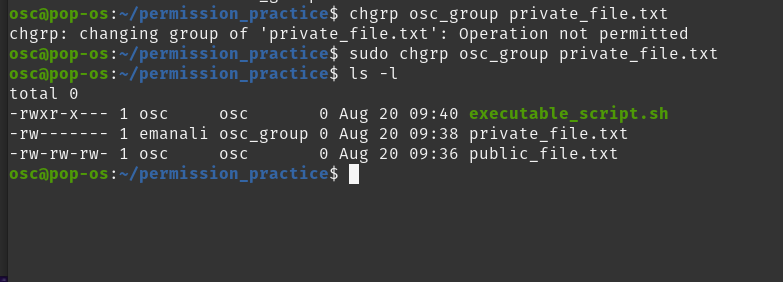 osc@pop-os:~/permission_practice$ chgrp osc_group private_file.txt
chgrp: changing group of 'private_file.txt': Operation not permitted
osc@pop-os:~/permission_practice$ sudo chgrp osc_group private_file.txt
osc@pop-os:~/permission_practice$ ls -l
total 0
-rwxr-x--- 1 osc     osc       0 Aug 20 09:40 executable_script.sh
-rw------- 1 emanali osc_group 0 Aug 20 09:38 private_file.txt
-rw-rw-rw- 1 osc     osc       0 Aug 20 09:36 public_file.txt
osc@pop-os:~/permission_practice$